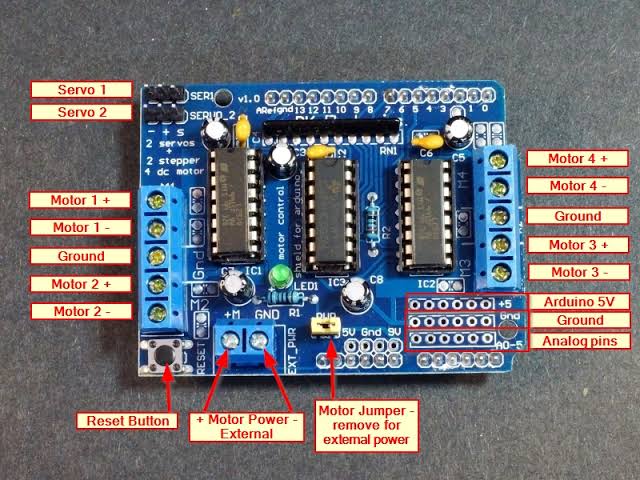 Servo 1
Servo 2
Motor 1 +
Motor 1 -
Ground
Motor 2 +
Motor 2 -
Reset Button
+ Motor Power -
External
Motor Jumper -
remove for
external power
Motor 4 +
Motor 4 -
Ground
Motor 3 +
Motor 3 -
Arduino 5V
Ground
Analog pins
SER1
SERVO_2
- + S
2 servos
+
2 stepper
4 dc motor
v1.0
ARef gnd 13 12 11 10 9 8 7 6 5 4 3 2 1 0
RN1
C6
C5
IC1
IC3
IC2
motor control
shield for arduino
R2
M4
M3
Gnd
M2
C8
LED1
R1
+M GND
EXT_PWR
RESET
5V Gnd 9V
+5
Gnd
A0-5